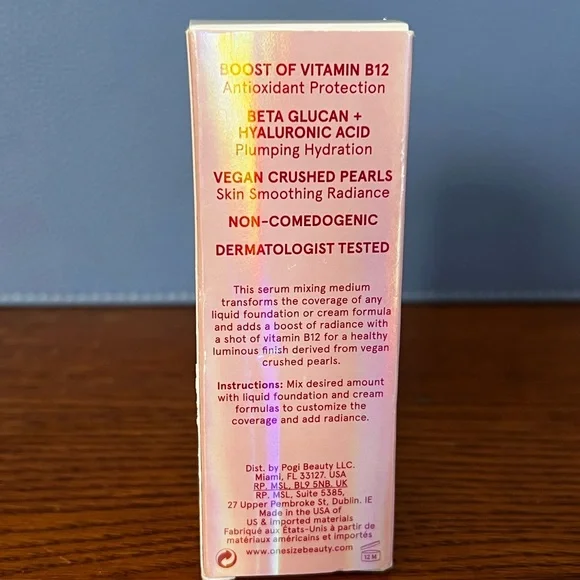 BOOST OF VITAMIN B12
Antioxidant Protection
BETA GLUCAN +
HYALURONIC ACID
Plumping Hydration
VEGAN CRUSHED PEARLS
Skin Smoothing Radiance
NON-COMEDOGENIC
DERMATOLOGIST TESTED
This serum mixing medium
transforms the coverage of any
liquid foundation or cream formula
and adds a boost of radiance with
a shot of vitamin B12 for a healthy
luminous finish derived from vegan
crushed pearls.
Instructions: Mix desired amount
with liquid foundation and cream
formulas to customize the
coverage and add radiance.
Dist. by Pogi Beauty LLC.
Miami, FL 33127. USA
RP. MSL, BL9 5NB. UK
RP. MSL, Suite 5385,
27 Upper Pembroke St, Dublin. IE
Made in the USA of
US & Imported materials
Fabriqué aux États-Unis à partir de
matériaux américains et importés
www.onesizebeauty.com
12 M